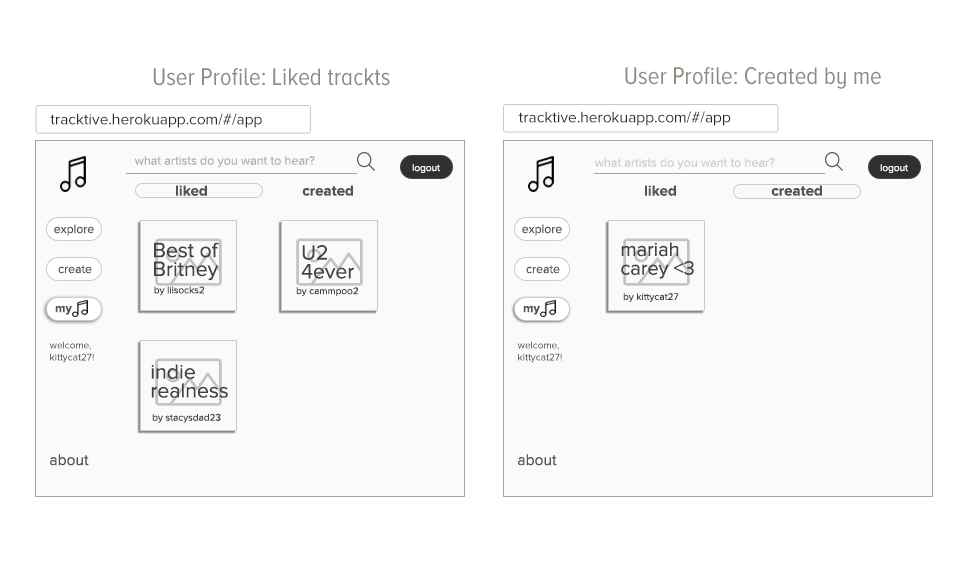 User Profile: Liked trackts
tracktive.herokuapp.com/#/app
what artists do you want to hear?
logout
liked
created
explore
create
my
welcome,
kittycat27!
about
Best of
Britney
by lilsocks2
U2
4ever
by cammpoo2
indie
realness
by stacysdad23
User Profile: Created by me
tracktive.herokuapp.com/#/app
what artists do you want to hear?
logout
liked
created
explore
create
my
welcome,
kittycat27!
about
mariah
carey <3
by kittycat27